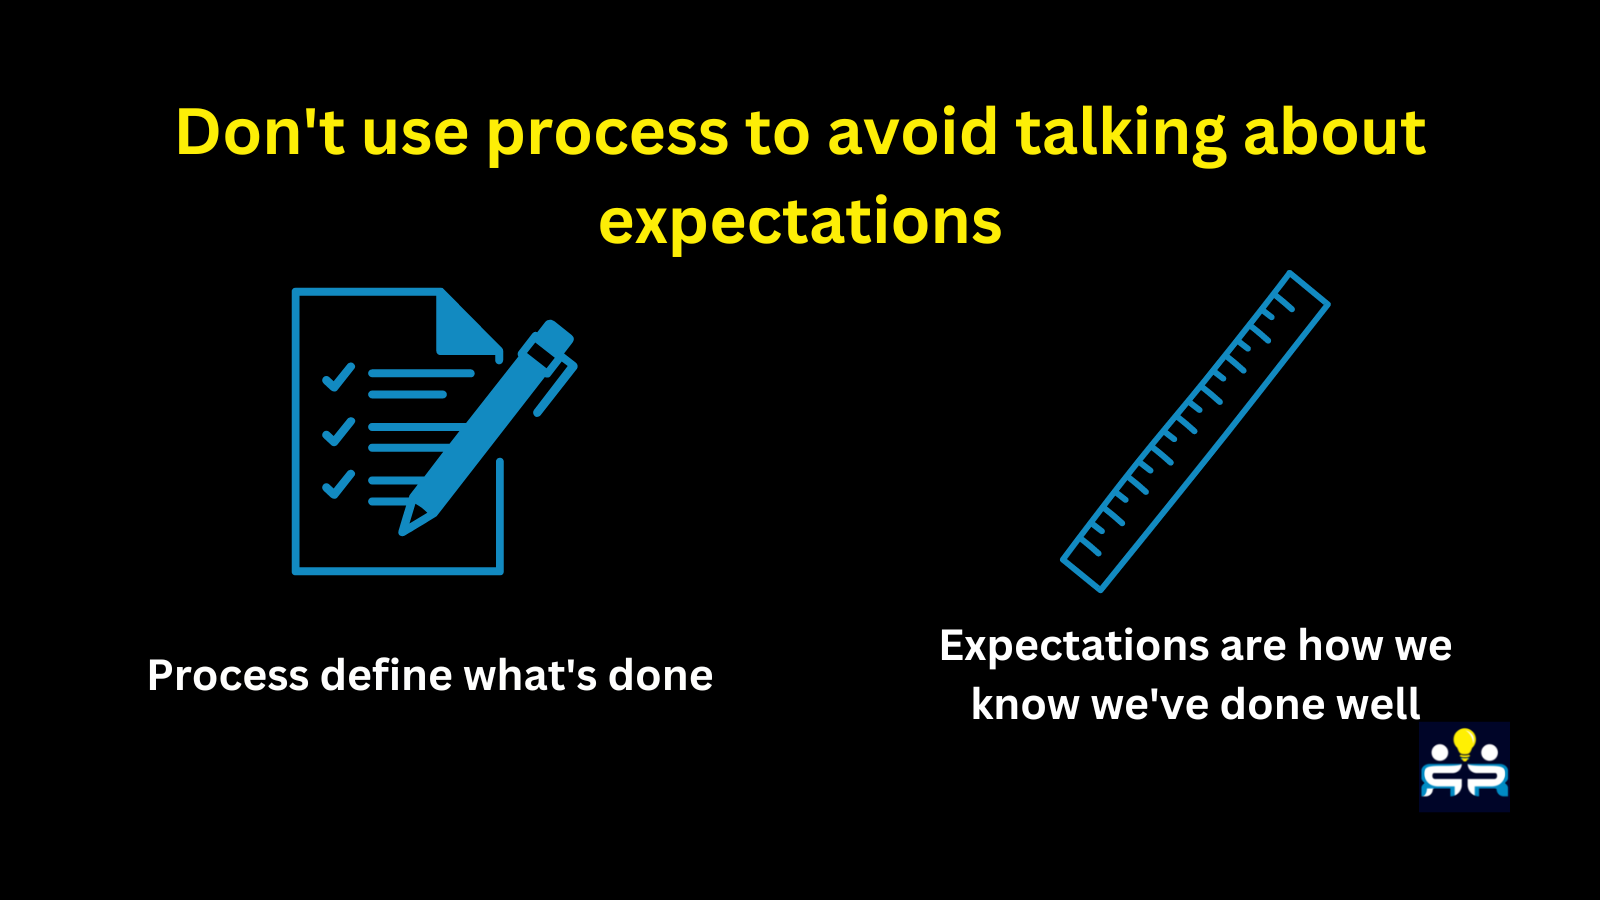 Don't use process to avoid talking about
expectations
Process define what's done
Expectations are how we
know we've done well